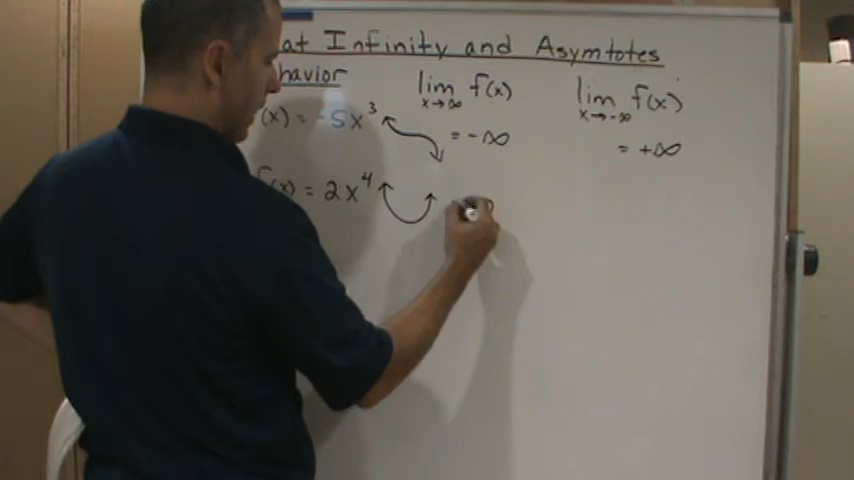 at Infinity and Asymtotes
havior
lim f(x)
x→∞
lim f(x)
x→-∞
(x) = -5x³
= -∞
= +∞
f(x) = 2x⁴